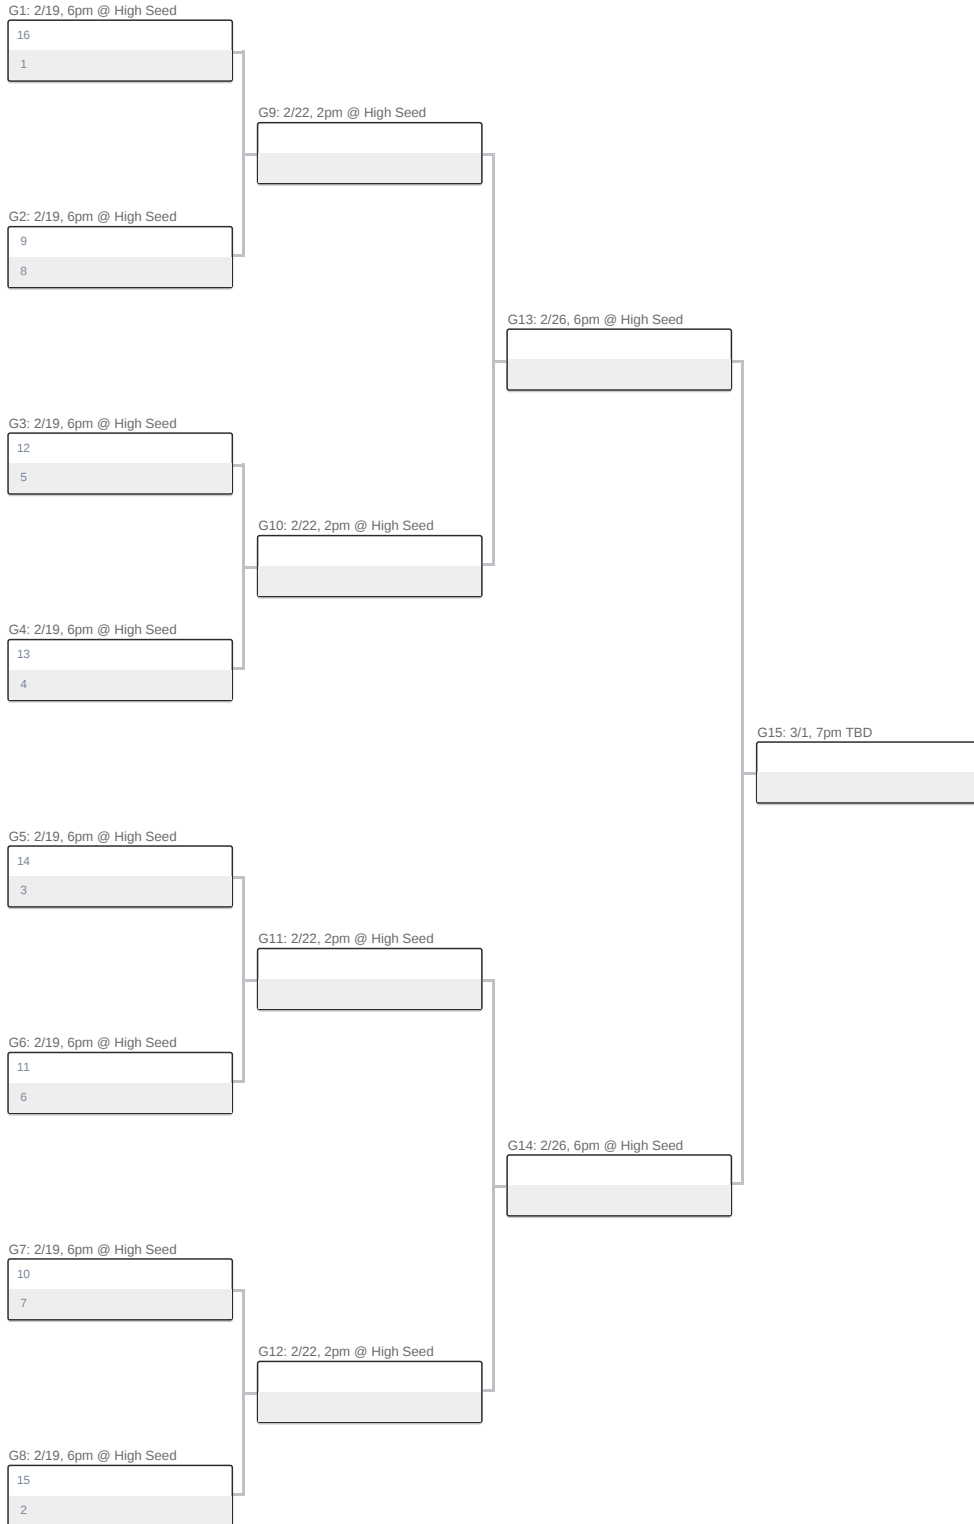 G1: 2/19, 6pm @ High Seed
16
1
G9: 2/22, 2pm @ High Seed
G2: 2/19, 6pm @ High Seed
9
8
G13: 2/26, 6pm @ High Seed
G3: 2/19, 6pm @ High Seed
12
5
G10: 2/22, 2pm @ High Seed
G4: 2/19, 6pm @ High Seed
13
4
G15: 3/1, 7pm TBD
G5: 2/19, 6pm @ High Seed
14
3
G11: 2/22, 2pm @ High Seed
G6: 2/19, 6pm @ High Seed
11
6
G14: 2/26, 6pm @ High Seed
G7: 2/19, 6pm @ High Seed
10
7
G12: 2/22, 2pm @ High Seed
G8: 2/19, 6pm @ High Seed
15
2